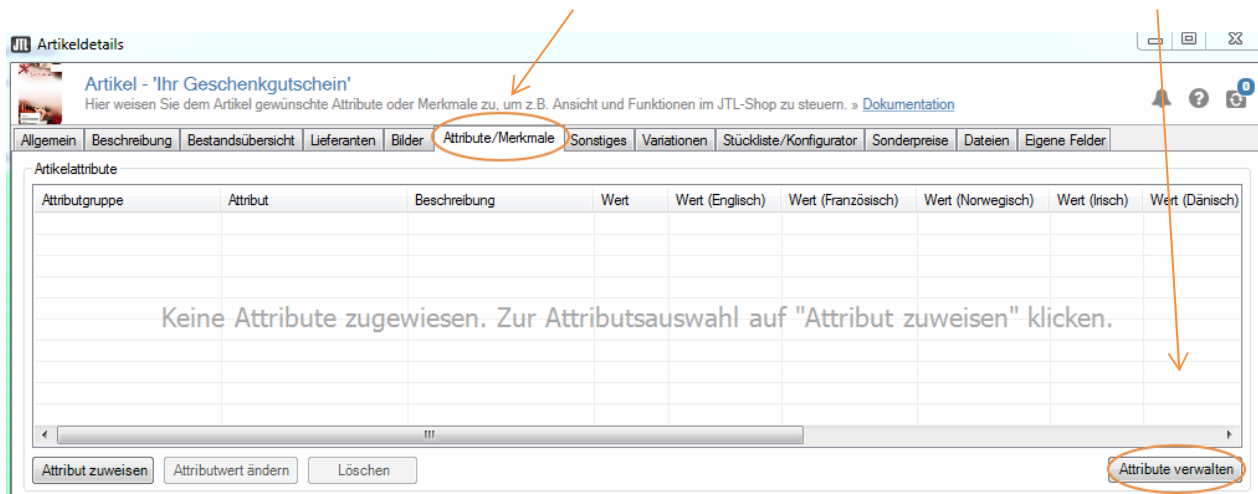 JTL Artikeldetails
Artikel - 'Ihr Geschenkgutschein'
Hier weisen Sie dem Artikel gewünschte Attribute oder Merkmale zu, um z.B. Ansicht und Funktionen im JTL-Shop zu steuern. » Dokumentation
0
Allgemein Beschreibung Bestandsübersicht Lieferanten Bilder Attribute/Merkmale Sonstiges Variationen Stückliste/Konfigurator Sonderpreise Dateien Eigene Felder
Artikelattribute
Attributgruppe Attribut Beschreibung Wert Wert (Englisch) Wert (Französisch) Wert (Norwegisch) Wert (Irisch) Wert (Dänisch)
Keine Attribute zugewiesen. Zur Attributsauswahl auf "Attribut zuweisen" klicken.
Attribut zuweisen Attributwert ändern Löschen Attribute verwalten